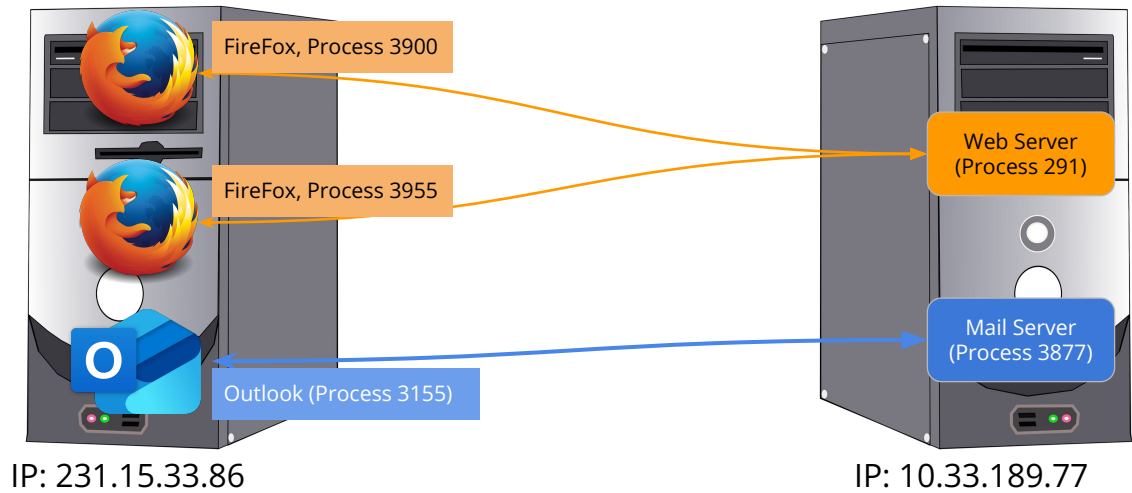 FireFox, Process 3900
Web Server
(Process 291)
FireFox, Process 3955
O
Mail Server
(Process 3877)
Outlook (Process 3155)
IP: 231.15.33.86
IP: 10.33.189.77